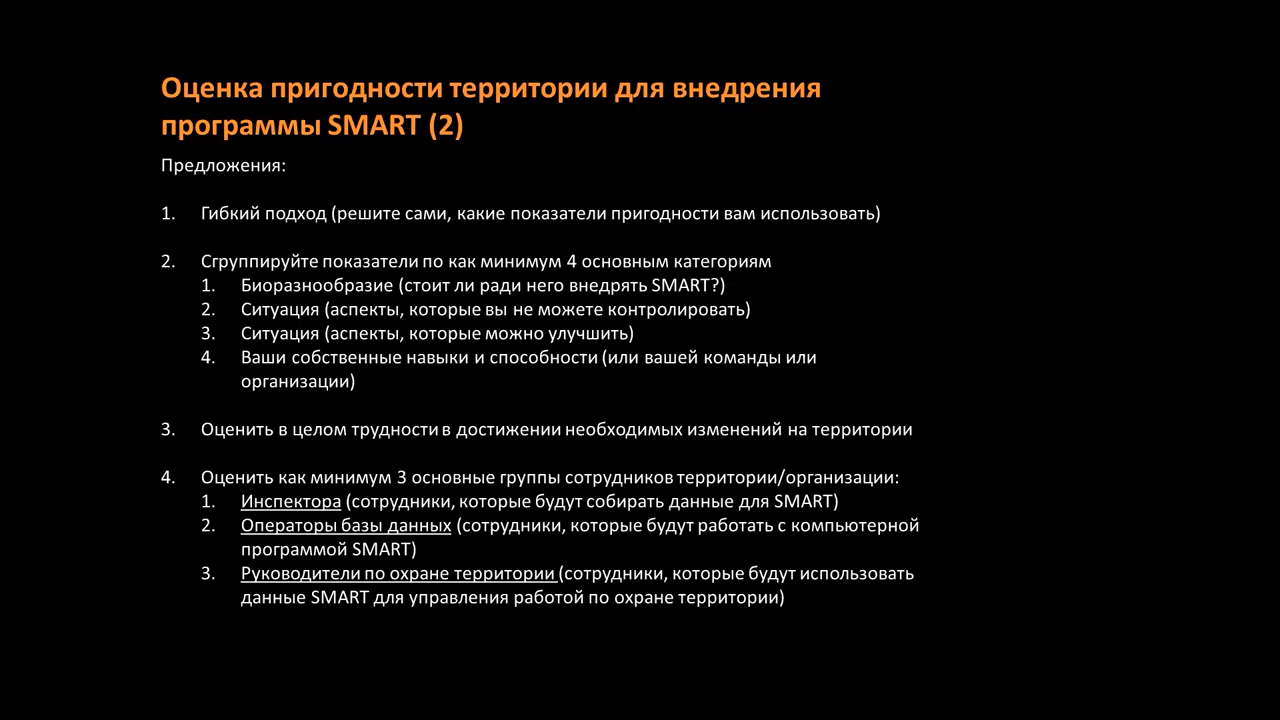 Оценка пригодности территории для внедрения
программы SMART (2)
Предложения:
1. Гибкий подход (решите сами, какие показатели пригодности вам использовать)
2. Сгруппируйте показатели по как минимум 4 основным категориям
1. Биоразнообразие (стоит ли ради него внедрять SMART?)
2. Ситуация (аспекты, которые вы не можете контролировать)
3. Ситуация (аспекты, которые можно улучшить)
4. Ваши собственные навыки и способности (или вашей команды или
организации)
3. Оценить в целом трудности в достижении необходимых изменений на территории
4. Оценить как минимум 3 основные группы сотрудников территории/организации:
1. Инспектора (сотрудники, которые будут собирать данные для SMART)
2. Операторы базы данных (сотрудники, которые будут работать с компьютерной
программой SMART)
3. Руководители по охране территории (сотрудники, которые будут использовать
данные SMART для управления работой по охране территории)